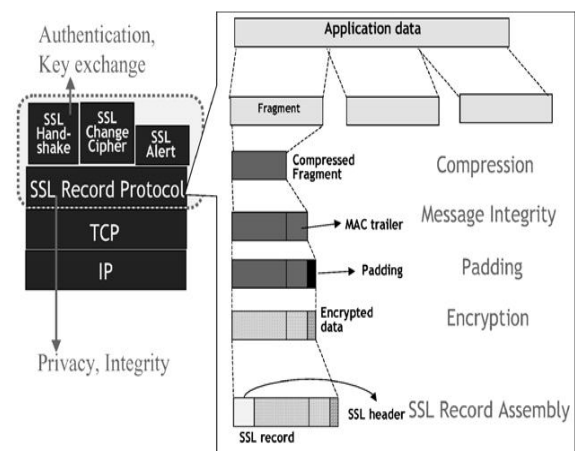 Authentication,
Key exchange
SSL
Hand-
shake
SSL
Change
Cipher
SSL
Alert
SSL Record Protocol
TCP
IP
Privacy, Integrity
Application data
Fragment
Compressed
Fragment
Compression
MAC trailer
Message Integrity
Padding
Padding
Encrypted
data
Encryption
SSL header
SSL Record Assembly
SSL record